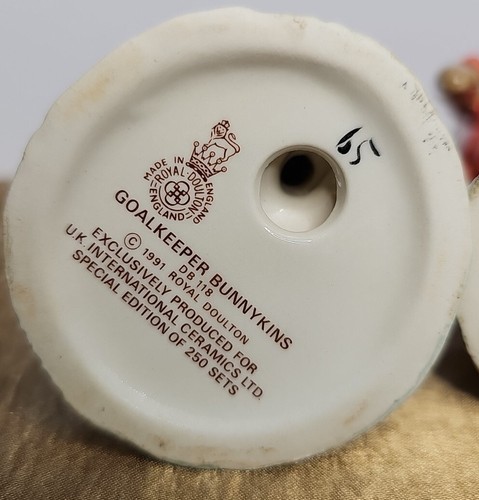 MADE IN ENGLAND
ROYAL DOULTON
ENGLAND
GOALKEEPER BUNNYKINS
DB 118
© 1991 ROYAL DOULTON
EXCLUSIVELY PRODUCED FOR
U.K. INTERNATIONAL CERAMICS LTD.
SPECIAL EDITION OF 250 SETS